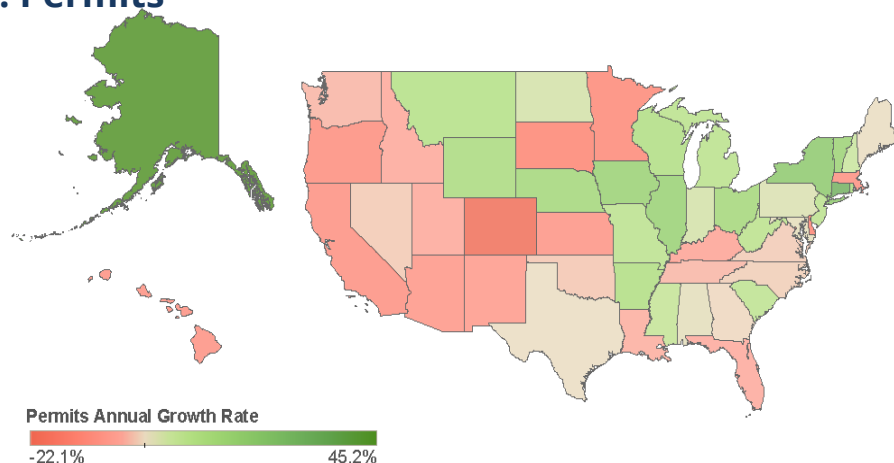 : Permits
Permits Annual Growth Rate
-22.1% 45.2%